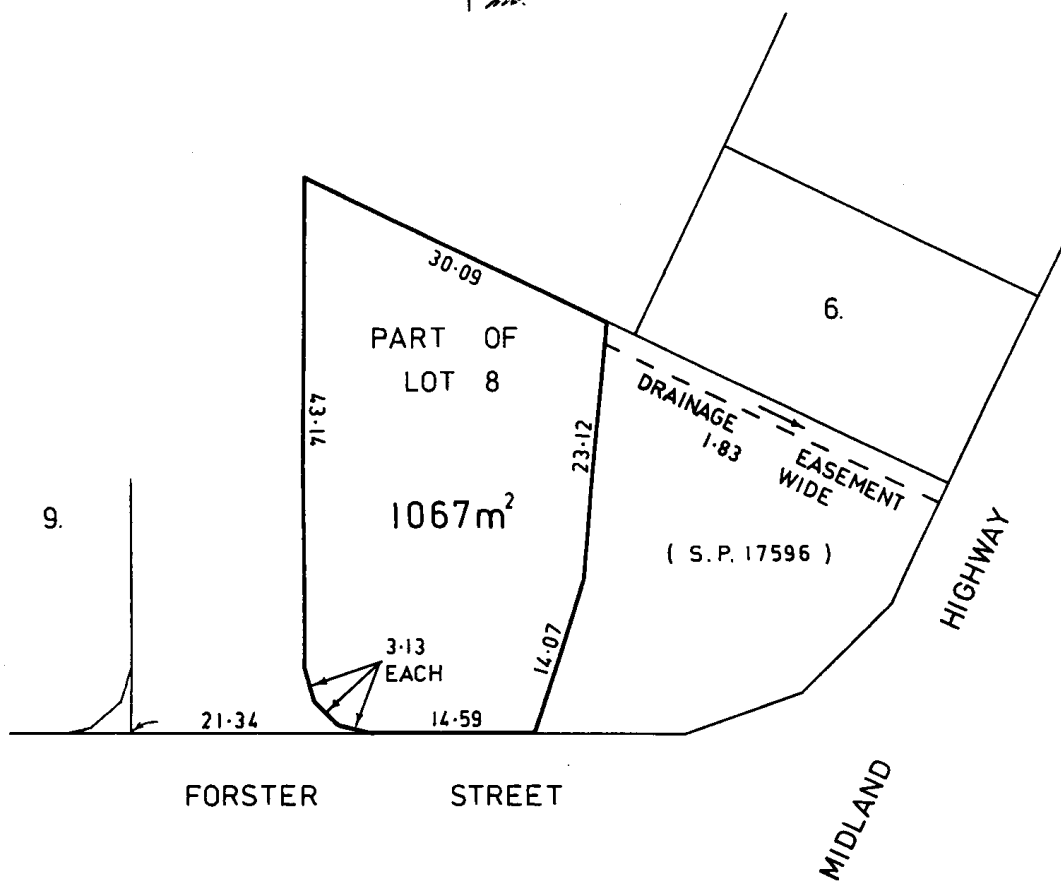 30·09
6.
PART OF
LOT 8
43·14
DRAINAGE EASEMENT
1·83 WIDE
23·12
9.
1067m²
( S.P. 17596 )
HIGHWAY
3·13
EACH
14·07
21·34
14·59
FORSTER STREET
MIDLAND